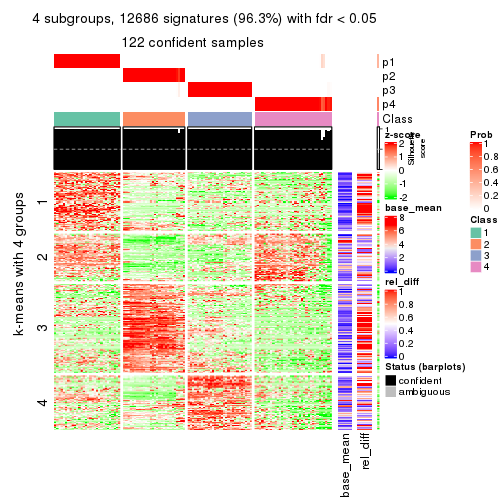 4 subgroups, 12686 signatures (96.3%) with fdr < 0.05
122 confident samples
p1
p2
p3
p4
Class
1
Silhouette
score
k-means with 4 groups
1
2
3
4
base_mean
rel_diff
z-score
2
1
0
-2
base_mean
8
6
4
2
0
rel_diff
1
0.8
0.6
0.4
0.2
0
Status (barplots)
confident
ambiguous
Prob
1
0.8
0.6
0.4
0.2
0
Class
1
2
3
4